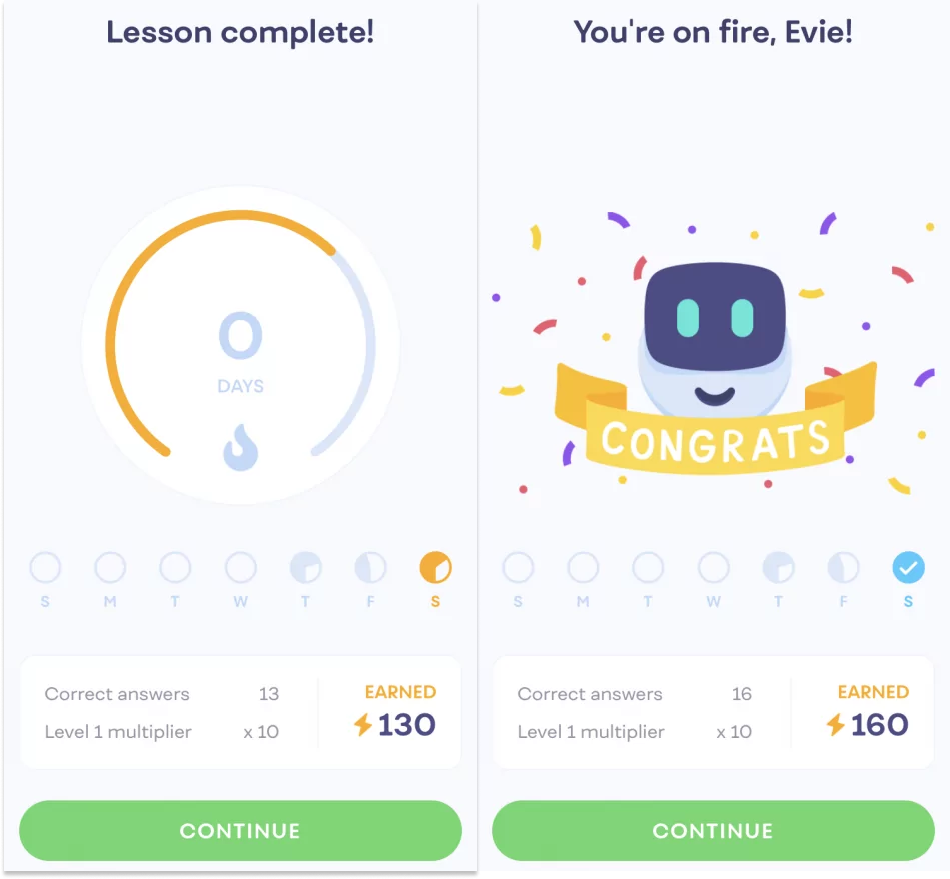 Lesson complete!
0
DAYS
S M T W T F S
Correct answers 13
Level 1 multiplier x 10
EARNED
130
CONTINUE
You're on fire, Evie!
CONGRATS
S M T W T F S
Correct answers 16
Level 1 multiplier x 10
EARNED
160
CONTINUE